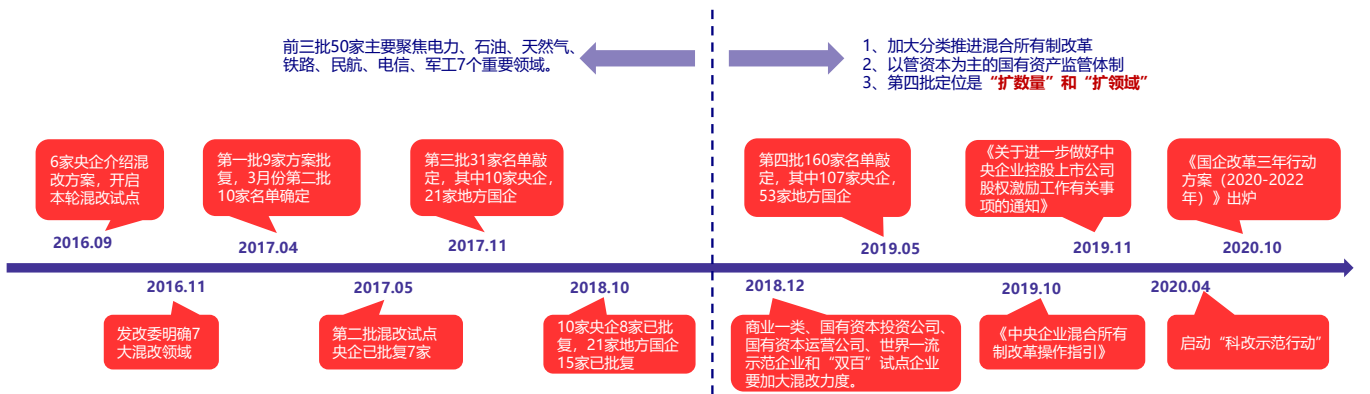 前三批50家主要聚焦电力、石油、天然气、
铁路、民航、电信、军工7个重要领域。
1、加大分类推进混合所有制改革
2、以管资本为主的国有资产监管体制
3、第四批定位是“扩数量”和“扩领域”
6家央企介绍混
改方案，开启
本轮混改试点
第一批9家方案批
复，3月份第二批
10家名单确定
第三批31家名单敲
定，其中10家央企，
21家地方国企
第四批160家名单敲
定，其中107家央企，
53家地方国企
《关于进一步做好中
央企业控股上市公司
股权激励工作有关事
项的通知》
《国企改革三年行动
方案（2020-2022
年）》出炉
2016.09
2017.04
2017.11
2019.05
2019.11
2020.10
2016.11
2017.05
2018.10
2018.12
2019.10
2020.04
发改委明确7
大混改领域
第二批混改试点
央企已批复7家
10家央企8家已批
复，21家地方国企
15家已批复
商业一类、国有资本投资公司、
国有资本运营公司、世界一流
示范企业和“双百”试点企业
要加大混改力度。
《中央企业混合所有
制改革操作指引》
启动“科改示范行动”